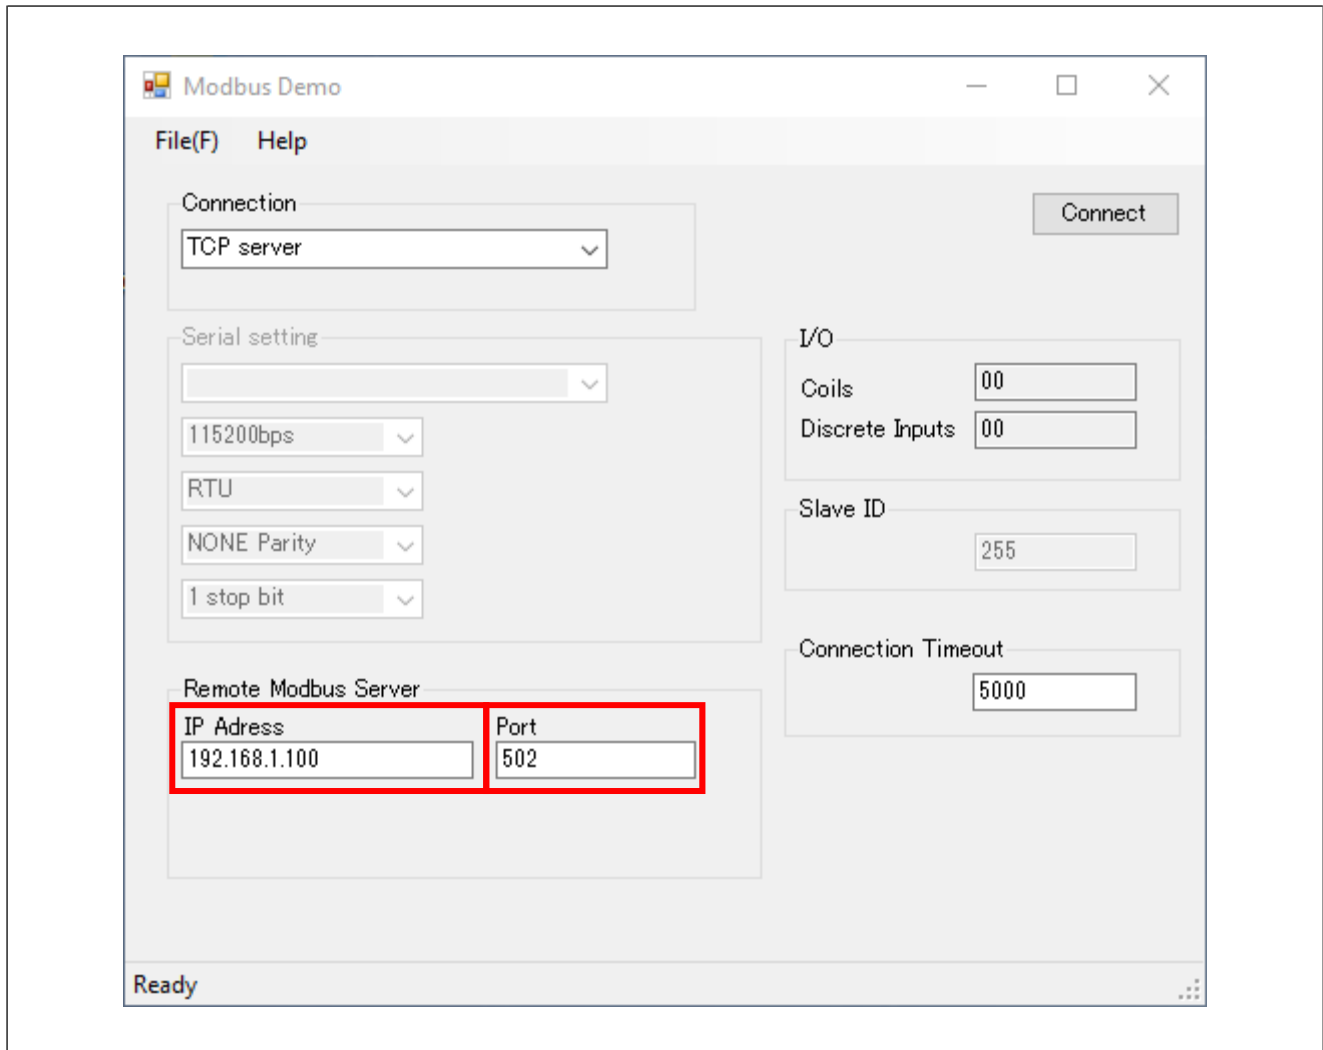 Modbus Demo
File(F) Help
Connection
TCP server
Connect
Serial setting
115200bps
RTU
NONE Parity
1 stop bit
I/O
Coils 00
Discrete Inputs 00
Slave ID
255
Connection Timeout
5000
Remote Modbus Server
IP Adress Port
192.168.1.100 502
Ready